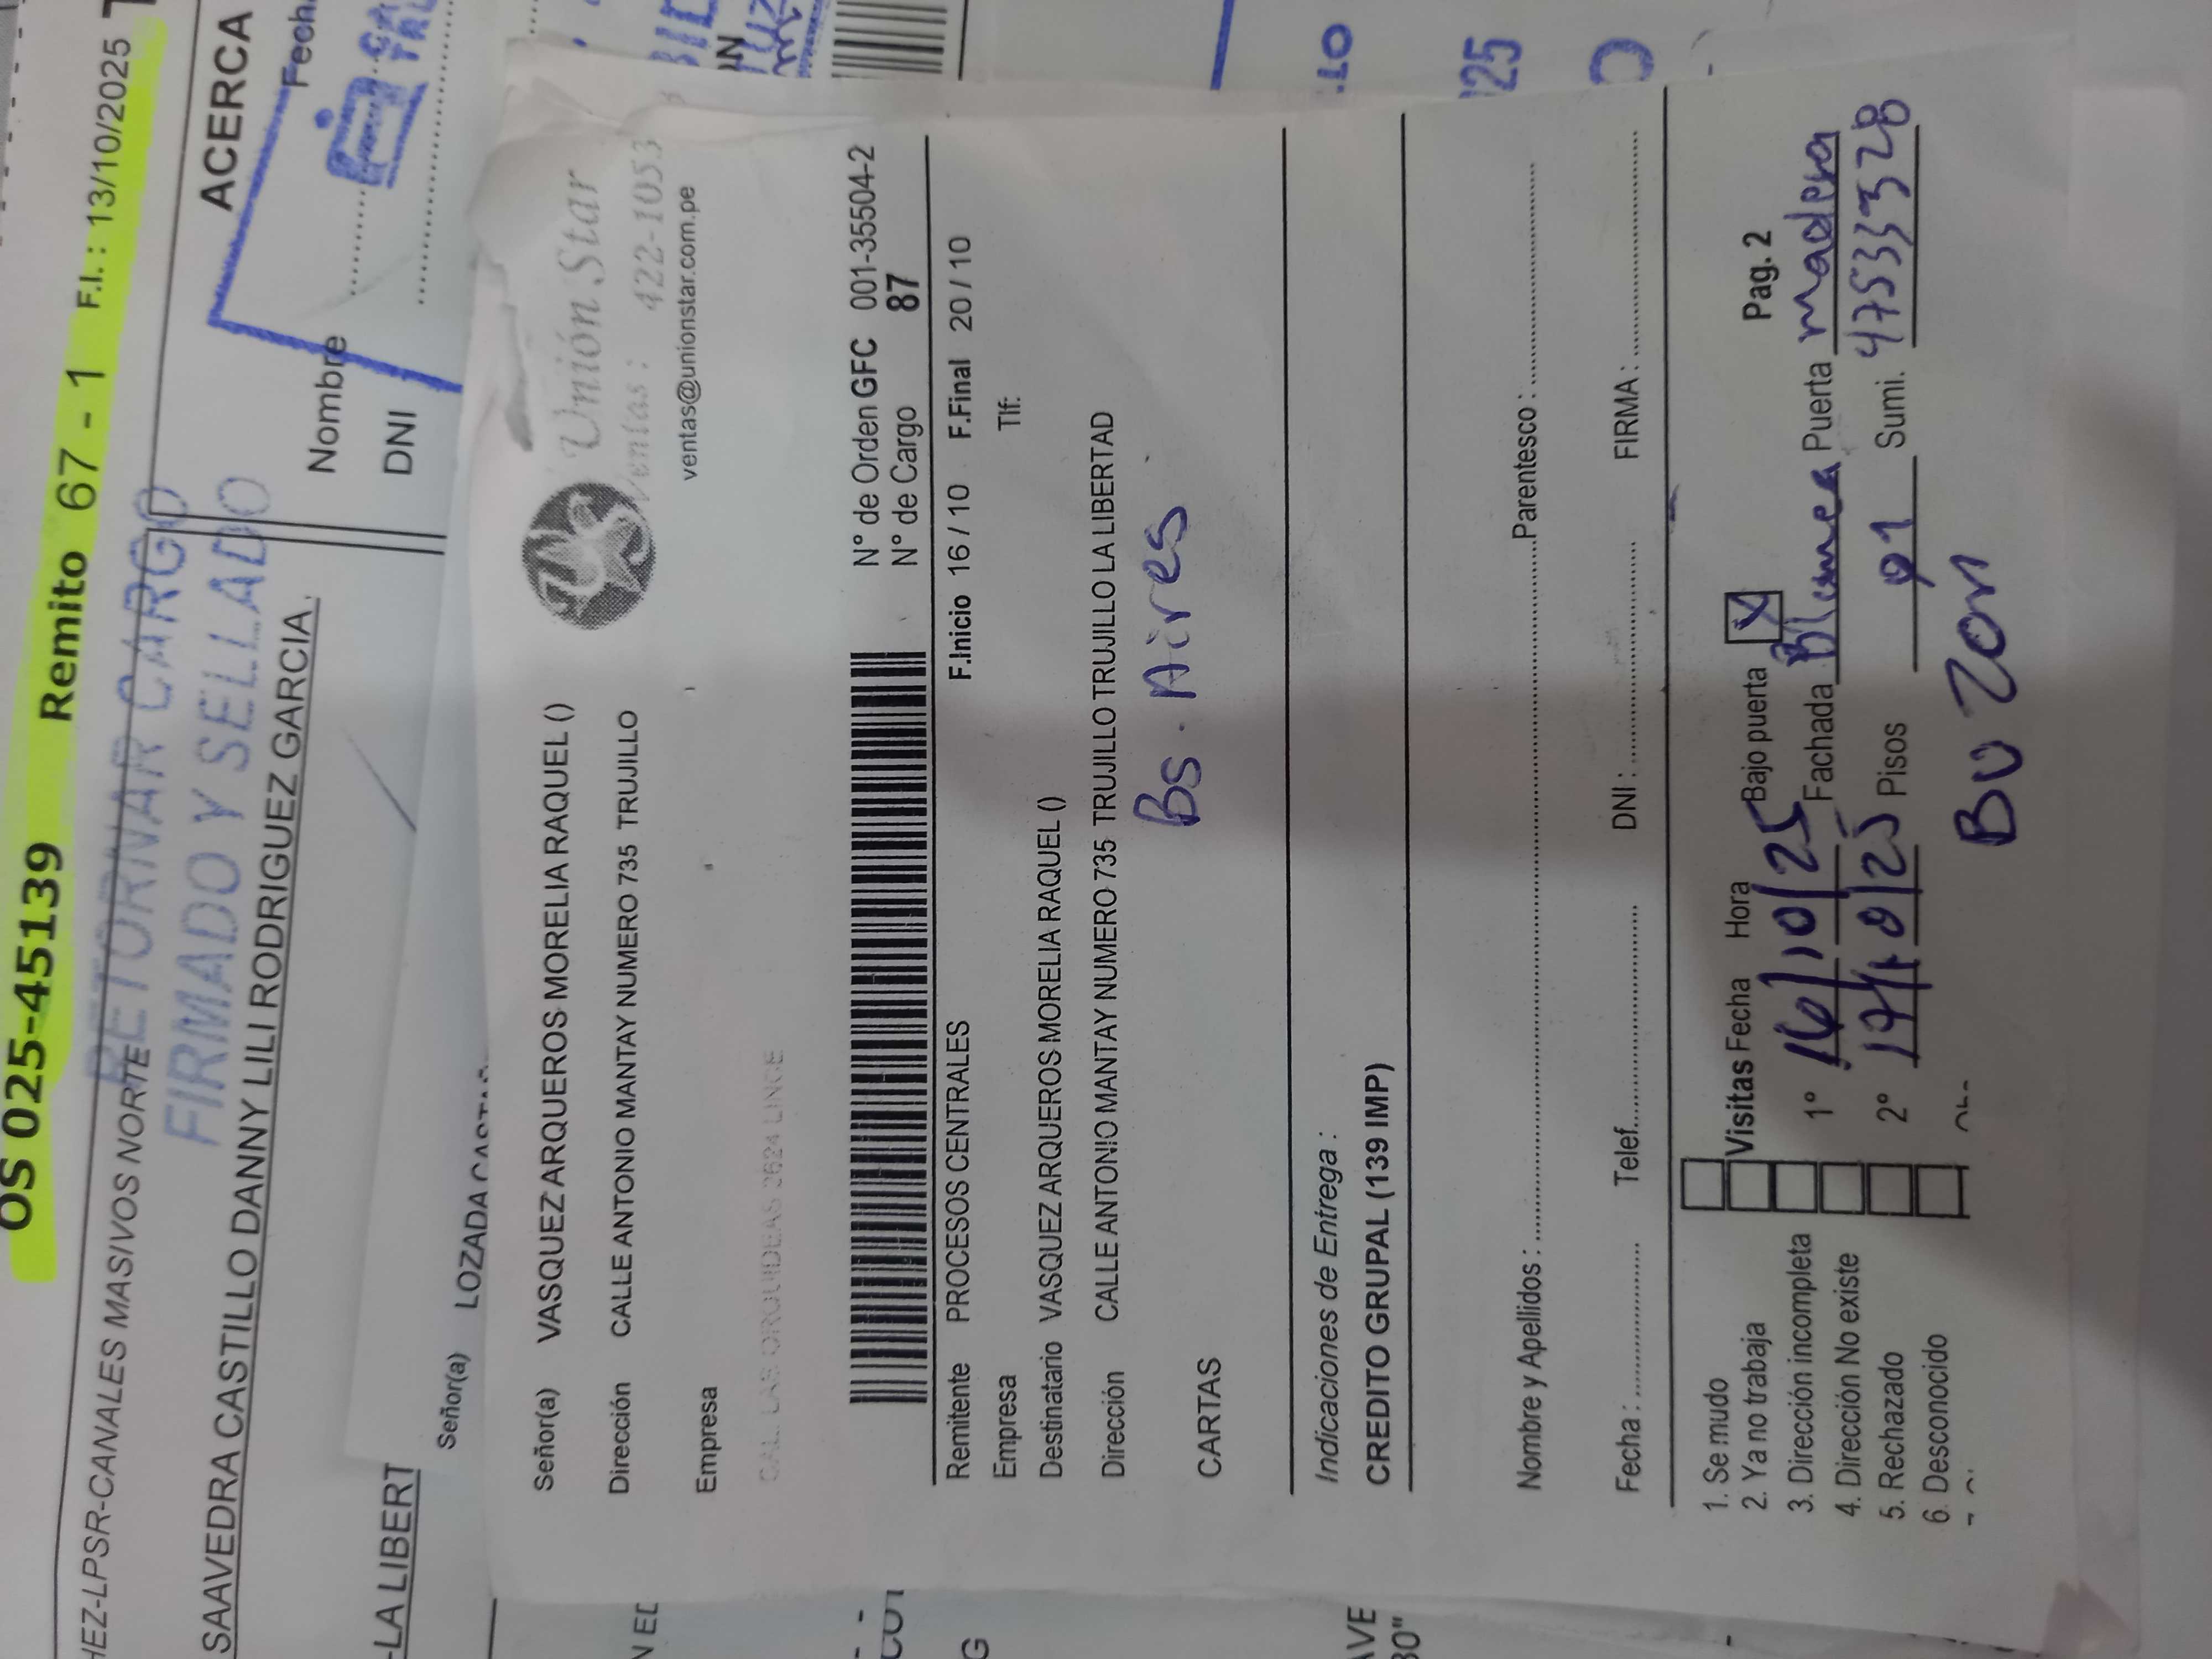 OS 025-45139 Remito 67 - 1 F.I. : 13/10/2025
HEZ-LPSR-CANALES MASIVOS NORTE
RETORNAR CARGO
FIRMADO Y SELLADO
SAAVEDRA CASTILLO DANNY LILI RODRIGUEZ GARCIA.
ACERCA
Nombre
DNI
-LA LIBERT
Señor(a) LOZADA
Unión Star
Ventas : 422-1053
ventas@unionstar.com.pe
Señor(a) VASQUEZ ARQUEROS MORELIA RAQUEL ()
Dirección CALLE ANTONIO MANTAY NUMERO 735 TRUJILLO
Empresa
CAL. LAS ORQUIDEAS 2624 LINCE
N° de Orden GFC 001-35504-2
N° de Cargo 87
Remitente PROCESOS CENTRALES F.Inicio 16 / 10 F.Final 20 / 10
Empresa Tlf:
Destinatario VASQUEZ ARQUEROS MORELIA RAQUEL ()
Dirección CALLE ANTONIO MANTAY NUMERO 735 TRUJILLO TRUJILLO LA LIBERTAD
Bs. Aires
CARTAS
Indicaciones de Entrega :
CREDITO GRUPAL (139 IMP)
Nombre y Apellidos : Parentesco :
Fecha : Telef. DNI : FIRMA :
1. Se mudo
2. Ya no trabaja
3. Dirección incompleta
4. Dirección No existe
5. Rechazado
6. Desconocido
Visitas Fecha Hora Bajo puerta X Pag. 2
1° 16/10/25 Fachada Puerta madera
2° 17/10/25 Pisos 01 Sumi. 47533328
Buzon